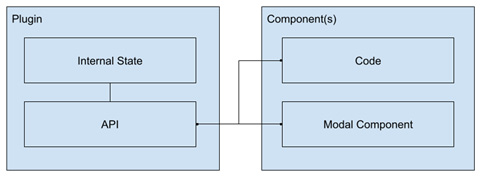 Plugin
Internal State
API
Component(s)
Code
Modal Component